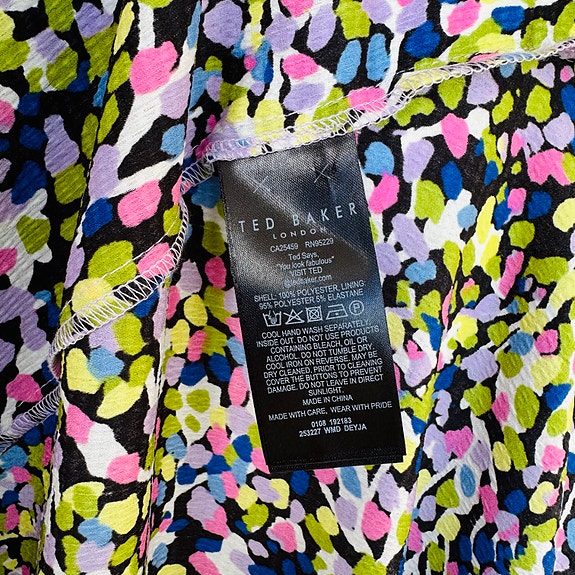 TED BAKER
LONDON
CA25459 RN95229
Ted Says,
"You look fabulous"
VISIT TED
@tedbaker.com
SHELL: 100% POLYESTER, LINING
95% POLYESTER 5% ELASTANE
COOL HAND WASH SEPARATELY
INSIDE OUT. DO NOT USE PRODUCTS
CONTAINING BLEACH, OIL, OR
ALCOHOL. DO NOT TUMBLE DRY.
COOL IRON ON REVERSE. MAY BE
DRY CLEANED. PRIOR TO CLEANING
COVER THE BUTTONS TO PREVENT
DAMAGE. DO NOT LEAVE IN DIRECT
SUNLIGHT.
MADE IN CHINA
MADE WITH CARE, WEAR WITH PRIDE
0108 192183
253227 WMD DEYJA